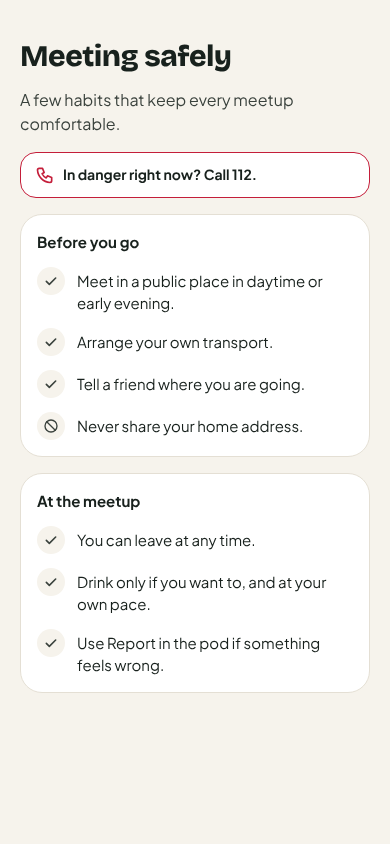 Meeting safely
A few habits that keep every meetup
comfortable.
In danger right now? Call 112.
Before you go
Meet in a public place in daytime or
early evening.
Arrange your own transport.
Tell a friend where you are going.
Never share your home address.
At the meetup
You can leave at any time.
Drink only if you want to, and at your
own pace.
Use Report in the pod if something
feels wrong.